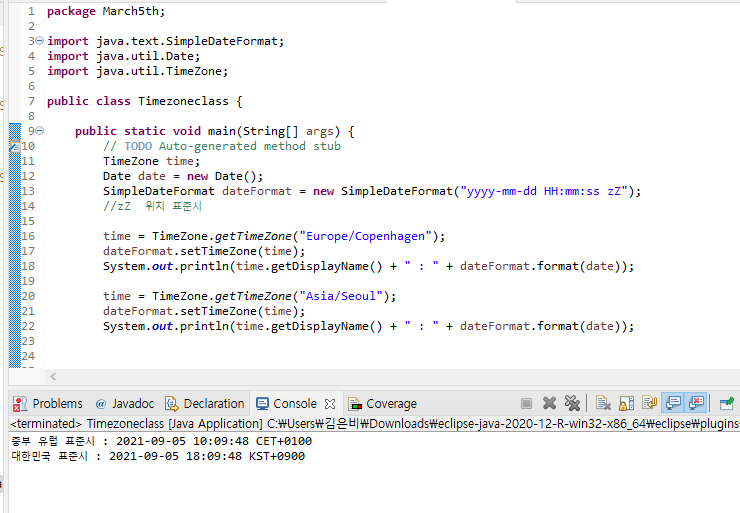 1 package March5th;
2
3 import java.text.SimpleDateFormat;
4 import java.util.Date;
5 import java.util.TimeZone;
6
7 public class Timezoneclass {
8
9 public static void main(String[] args) {
10 // TODO Auto-generated method stub
11 TimeZone time;
12 Date date = new Date();
13 SimpleDateFormat dateFormat = new SimpleDateFormat("yyyy-mm-dd HH:mm:ss zZ");
14 //zZ 위치 표준시
15
16 time = TimeZone.getTimeZone("Europe/Copenhagen");
17 dateFormat.setTimeZone(time);
18 System.out.println(time.getDisplayName() + " : " + dateFormat.format(date));
19
20 time = TimeZone.getTimeZone("Asia/Seoul");
21 dateFormat.setTimeZone(time);
22 System.out.println(time.getDisplayName() + " : " + dateFormat.format(date));
23
24
Problems @ Javadoc Declaration Console Coverage
<terminated> Timezoneclass [Java Application] C:₩Users₩김은비₩Downloads₩eclipse-java-2020-12-R-win32-x86_64₩eclipse₩plugins
중부 유럽 표준시 : 2021-09-05 10:09:48 CET+0100
대한민국 표준시 : 2021-09-05 18:09:48 KST+0900